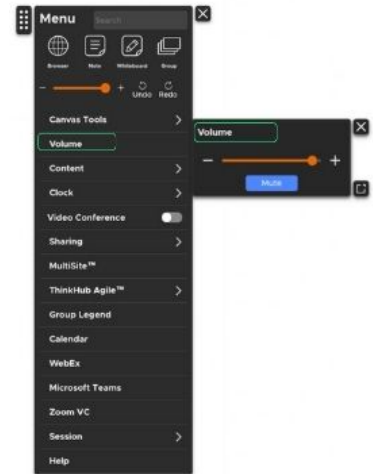 Menu Search
Browser Note Whiteboard Group
- + Undo Redo
Canvas Tools
Volume
Content
Clock
Video Conference
Sharing
MultiSite™
ThinkHub Agile™
Group Legend
Calendar
WebEx
Microsoft Teams
Zoom VC
Session
Help
Volume
- +
Mute